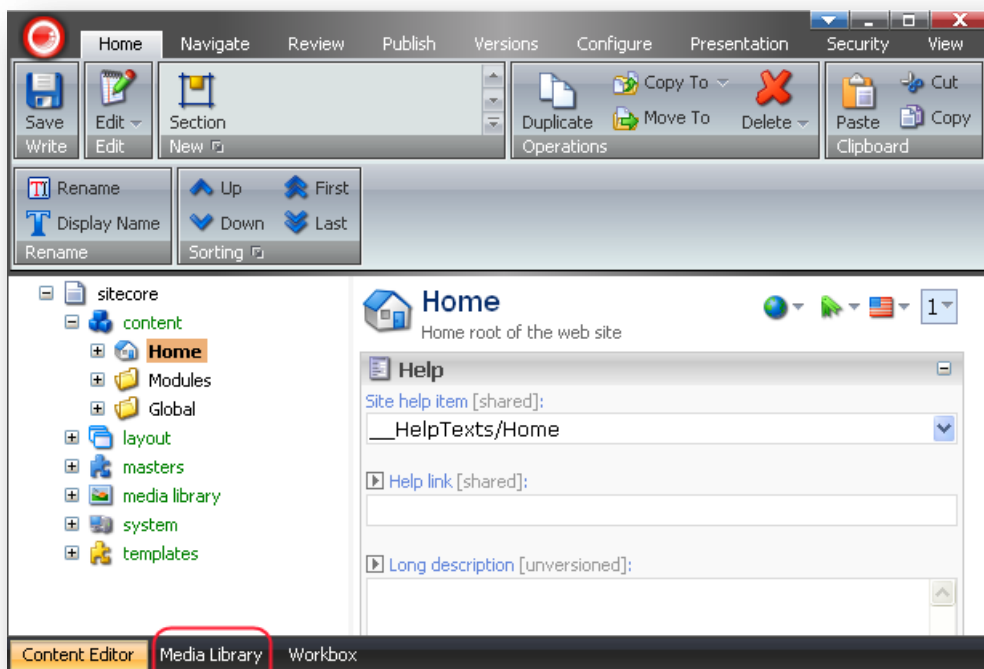 Home Navigate Review Publish Versions Configure Presentation Security View
Save Edit Section Duplicate Copy To Move To Delete Paste Cut Copy
Write Edit New Operations Clipboard
Rename Up First
Display Name Down Last
Rename Sorting
sitecore
content
Home
Modules
Global
layout
masters
media library
system
templates
Home
Home root of the web site
1
Help
Site help item [shared]:
__HelpTexts/Home
Help link [shared]:
Long description [unversioned]:
Content Editor Media Library Workbox